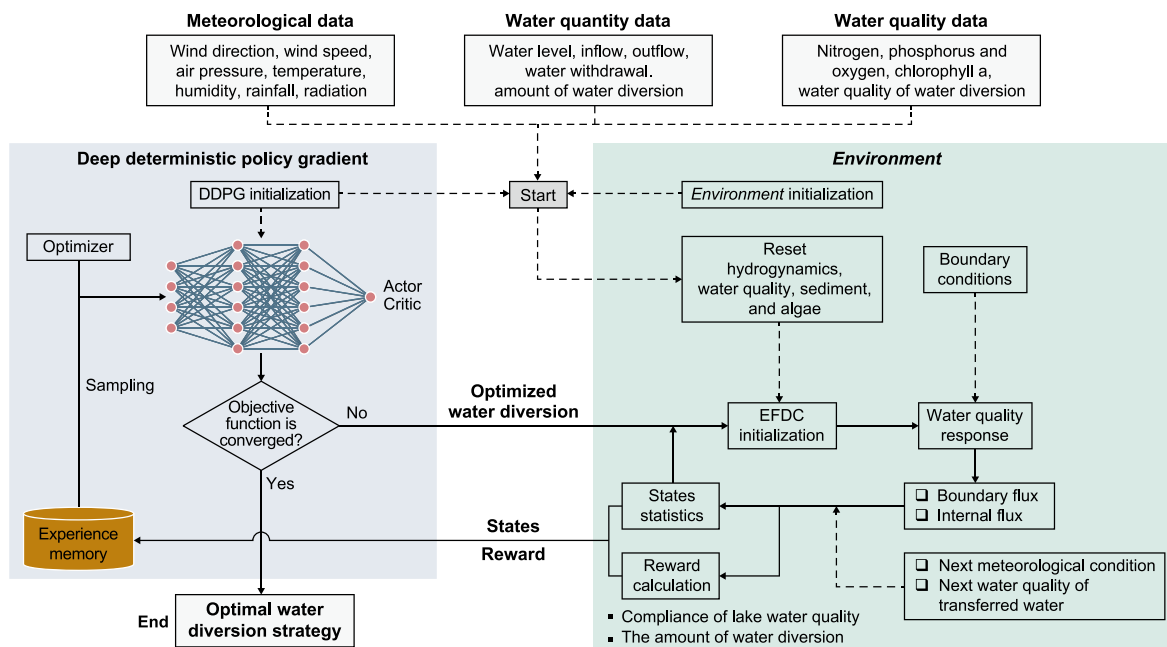 Meteorological data
Wind direction, wind speed,
air pressure, temperature,
humidity, rainfall, radiation
Water quantity data
Water level, inflow, outflow,
water withdrawal.
amount of water diversion
Water quality data
Nitrogen, phosphorus and
oxygen, chlorophyll a,
water quality of water diversion
Deep deterministic policy gradient
DDPG initialization
Start
Environment
Environment initialization
Optimizer
Actor
Critic
Sampling
Reset
hydrogynamics,
water quality, sediment,
and algae
Boundary
conditions
Objective
function is
converged?
No
Yes
Optimized
water diversion
EFDC
initialization
Water quality
response
Experience
memory
States
Reward
States
statistics
Reward
calculation
❑ Boundary flux
❑ Internal flux
❑ Next meteorological condition
❑ Next water quality of
transferred water
End
Optimal water
diversion strategy
▪ Compliance of lake water quality
▪ The amount of water diversion